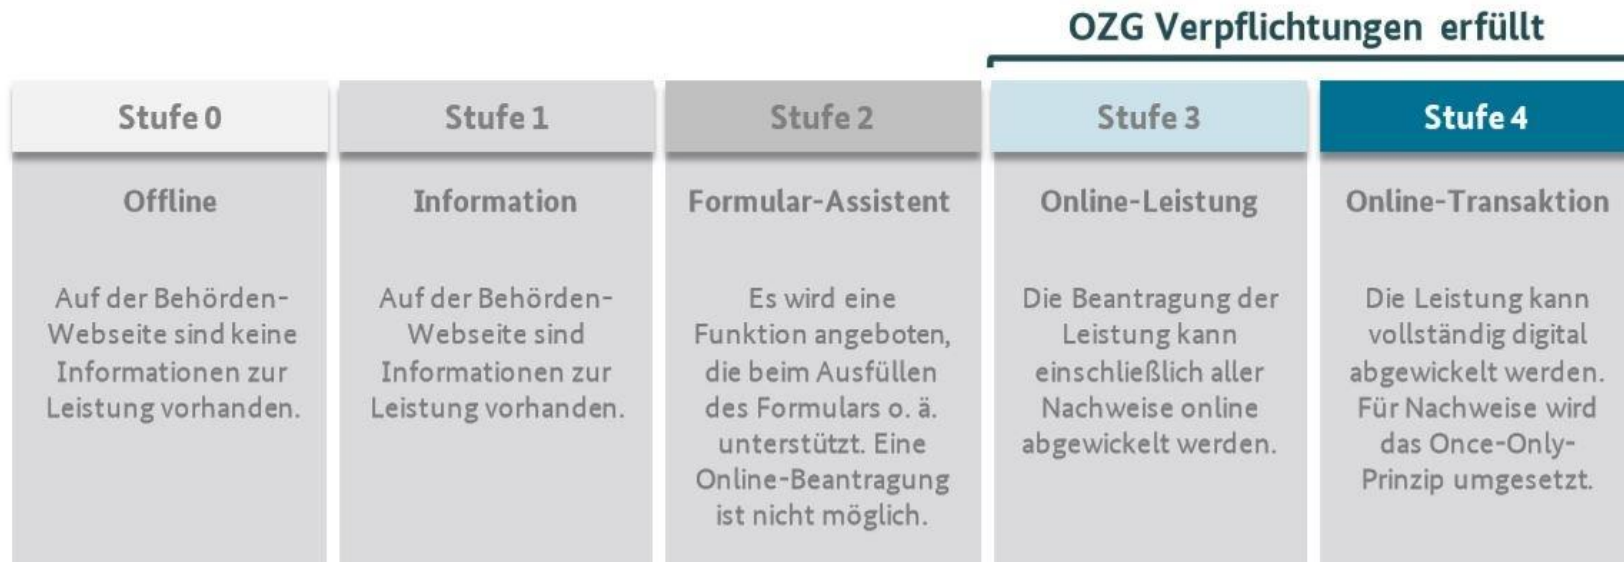 OZG Verpflichtungen erfüllt
Stufe 0
Offline
Auf der Behörden-
Webseite sind keine
Informationen zur
Leistung vorhanden.
Stufe 1
Information
Auf der Behörden-
Webseite sind
Informationen zur
Leistung vorhanden.
Stufe 2
Formular-Assistent
Es wird eine
Funktion angeboten,
die beim Ausfüllen
des Formulars o. ä.
unterstützt. Eine
Online-Beantragung
ist nicht möglich.
Stufe 3
Online-Leistung
Die Beantragung der
Leistung kann
einschließlich aller
Nachweise online
abgewickelt werden.
Stufe 4
Online-Transaktion
Die Leistung kann
vollständig digital
abgewickelt werden.
Für Nachweise wird
das Once-Only-
Prinzip umgesetzt.